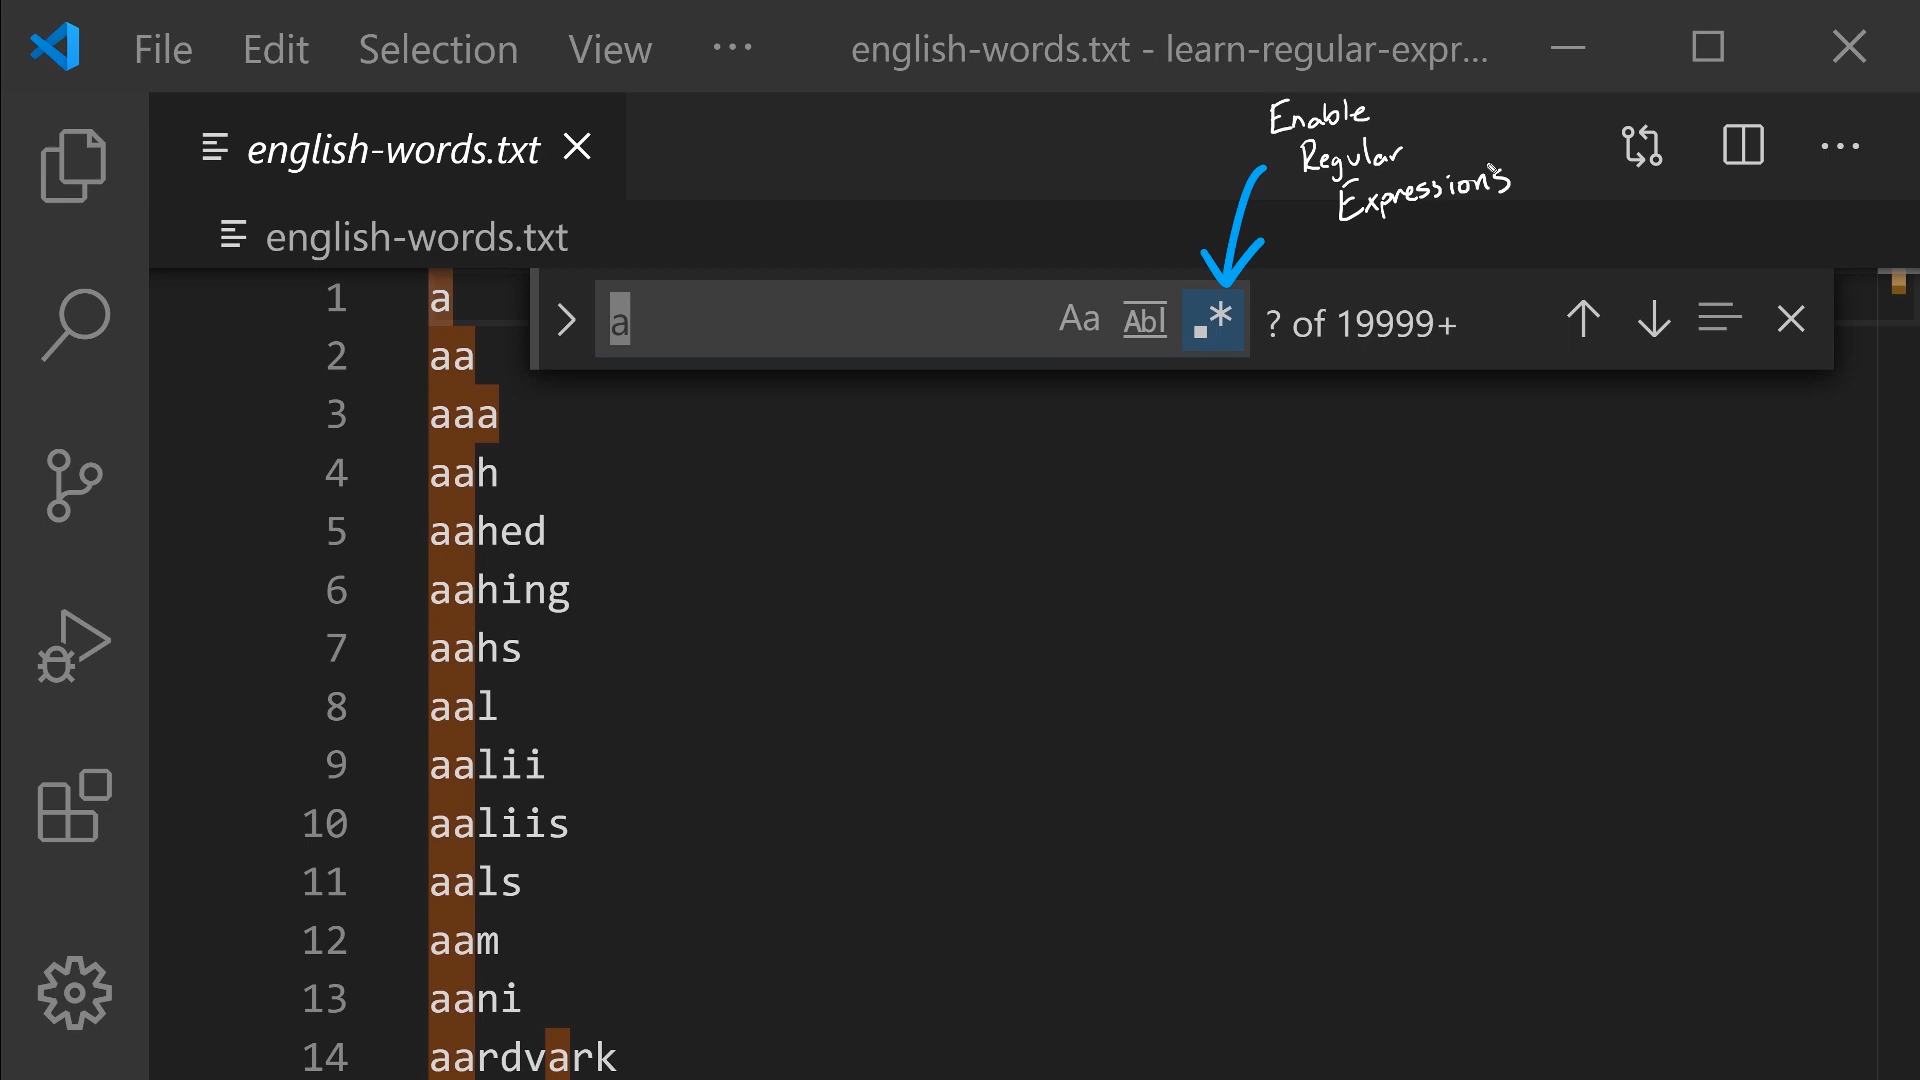 File Edit Selection View ... english-words.txt - learn-regular-expr...
Enable
Regular
Expressions
english-words.txt
english-words.txt
a Aa Abl .* ? of 19999+
1 a
2 aa
3 aaa
4 aah
5 aahed
6 aahing
7 aahs
8 aal
9 aalii
10 aaliis
11 aals
12 aam
13 aani
14 aardvark